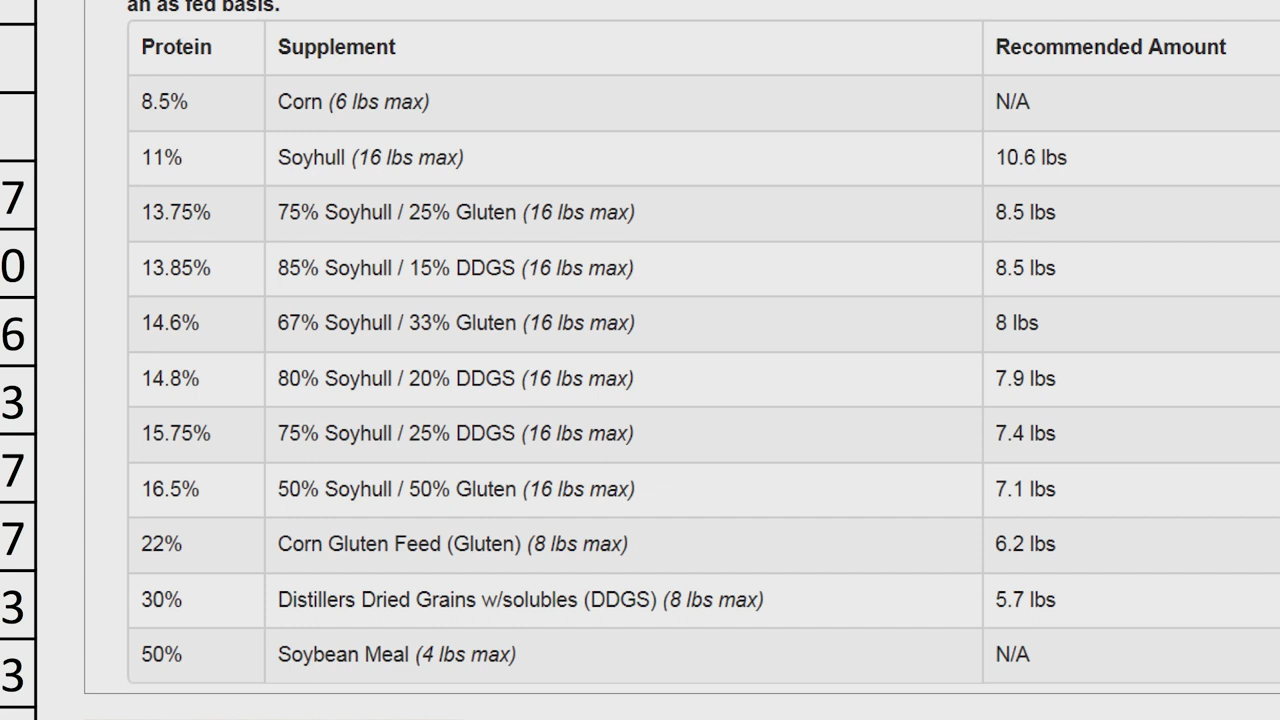 an as fed basis.
Protein Supplement Recommended Amount
8.5% Corn (6 lbs max) N/A
11% Soyhull (16 lbs max) 10.6 lbs
13.75% 75% Soyhull / 25% Gluten (16 lbs max) 8.5 lbs
13.85% 85% Soyhull / 15% DDGS (16 lbs max) 8.5 lbs
14.6% 67% Soyhull / 33% Gluten (16 lbs max) 8 lbs
14.8% 80% Soyhull / 20% DDGS (16 lbs max) 7.9 lbs
15.75% 75% Soyhull / 25% DDGS (16 lbs max) 7.4 lbs
16.5% 50% Soyhull / 50% Gluten (16 lbs max) 7.1 lbs
22% Corn Gluten Feed (Gluten) (8 lbs max) 6.2 lbs
30% Distillers Dried Grains w/solubles (DDGS) (8 lbs max) 5.7 lbs
50% Soybean Meal (4 lbs max) N/A
7
0
6
3
7
7
3
3